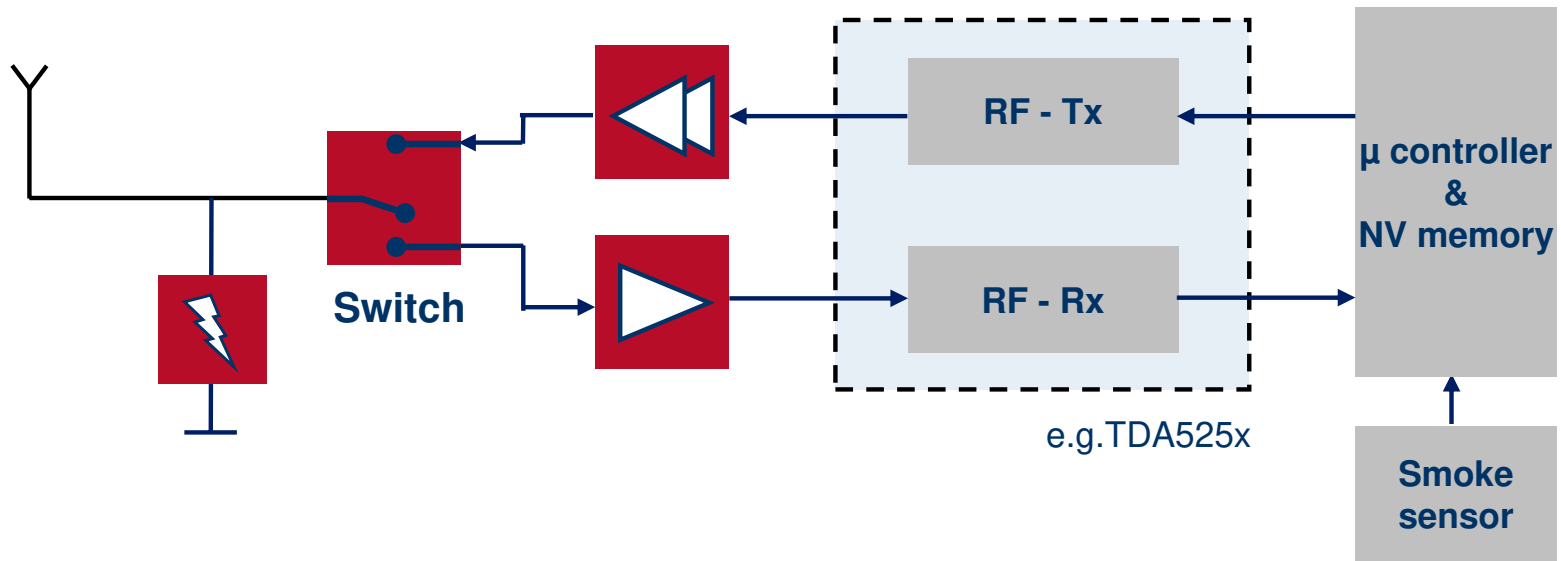 RF - Tx
µ controller
&
NV memory
Switch
RF - Rx
e.g.TDA525x
Smoke
sensor